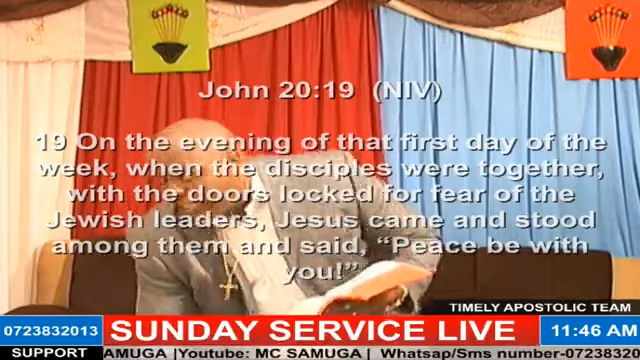 John 20:19 (NIV)
19 On the evening of that first day of the
week, when the disciples were together,
with the doors locked for fear of the
Jewish leaders, Jesus came and stood
among them and said, “Peace be with
you!”
TIMELY APOSTOLIC TEAM
0723832013 SUNDAY SERVICE LIVE 11:46 AM
SUPPORT AMUGA |Youtube: MC SAMUGA | Whatsapp/Sms number-07238320